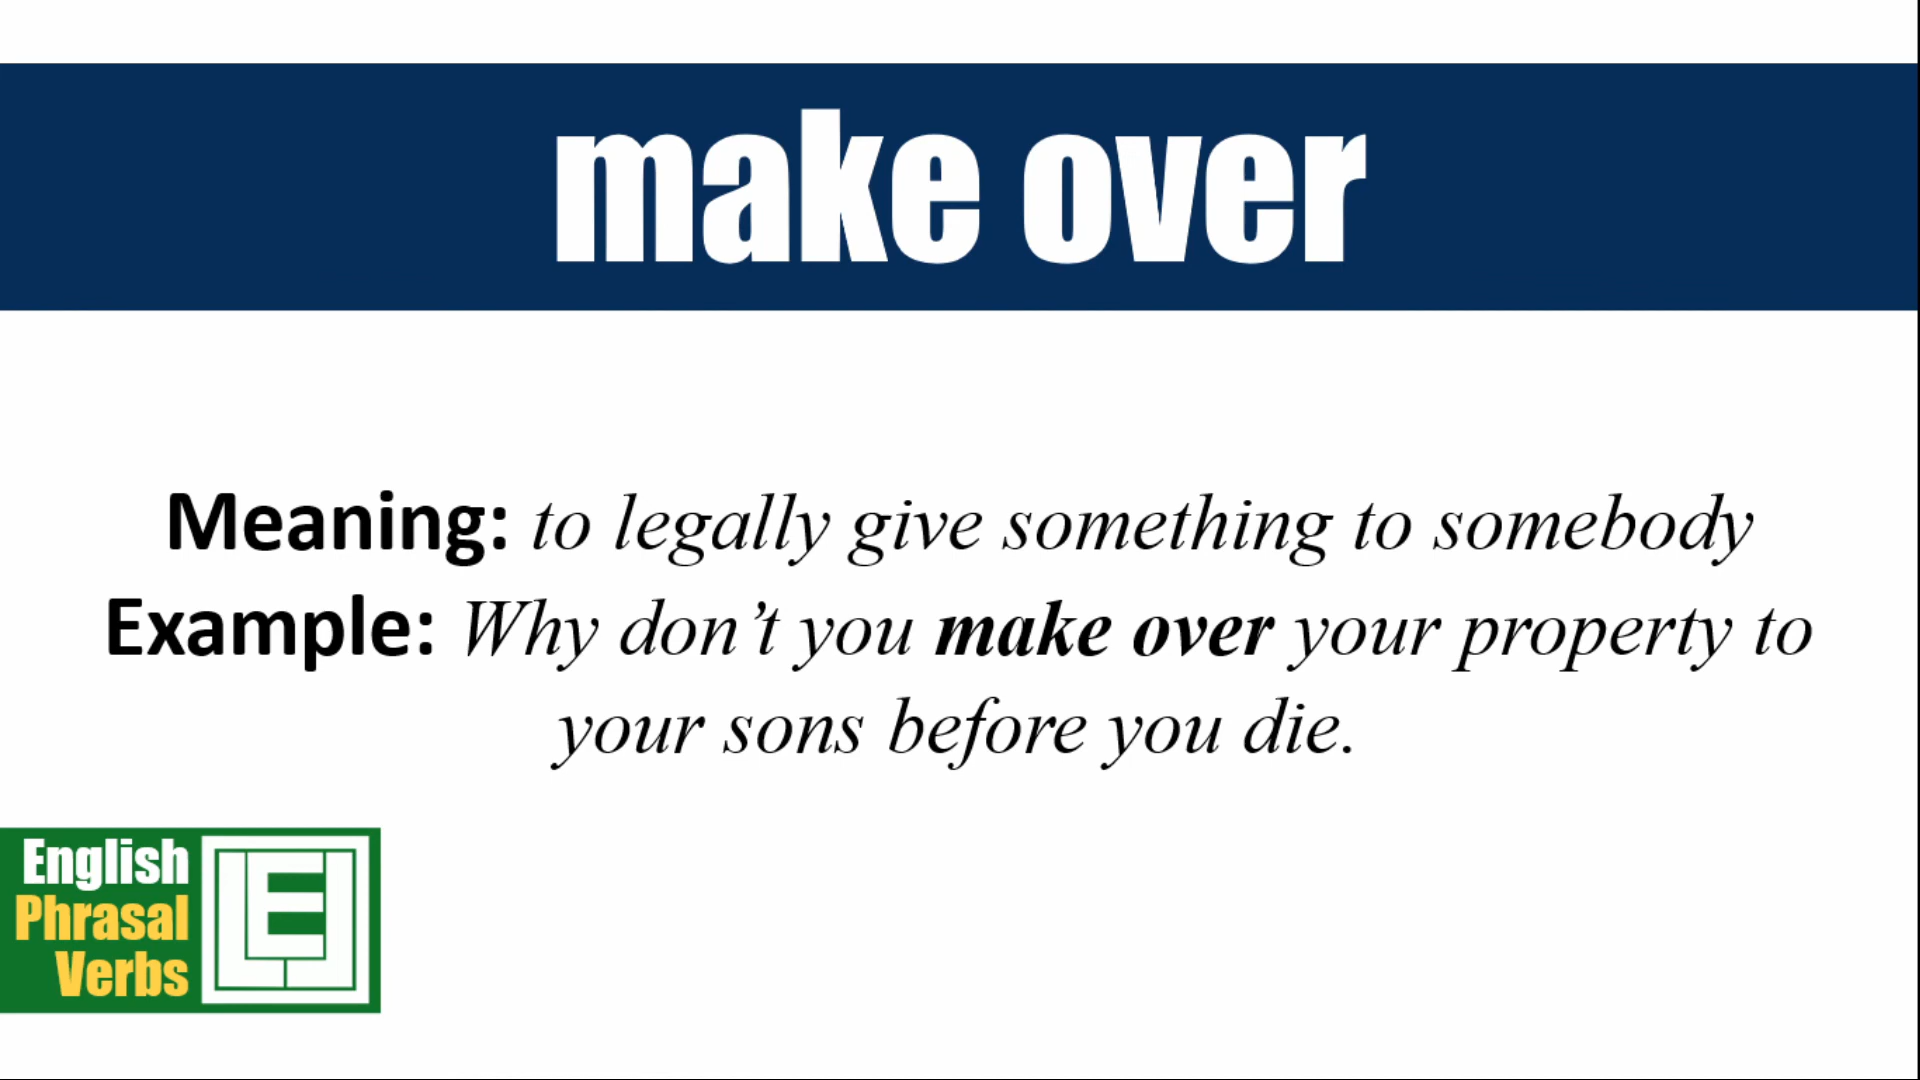 make over
Meaning: to legally give something to somebody
Example: Why don’t you make over your property to
your sons before you die.
English
Phrasal
Verbs